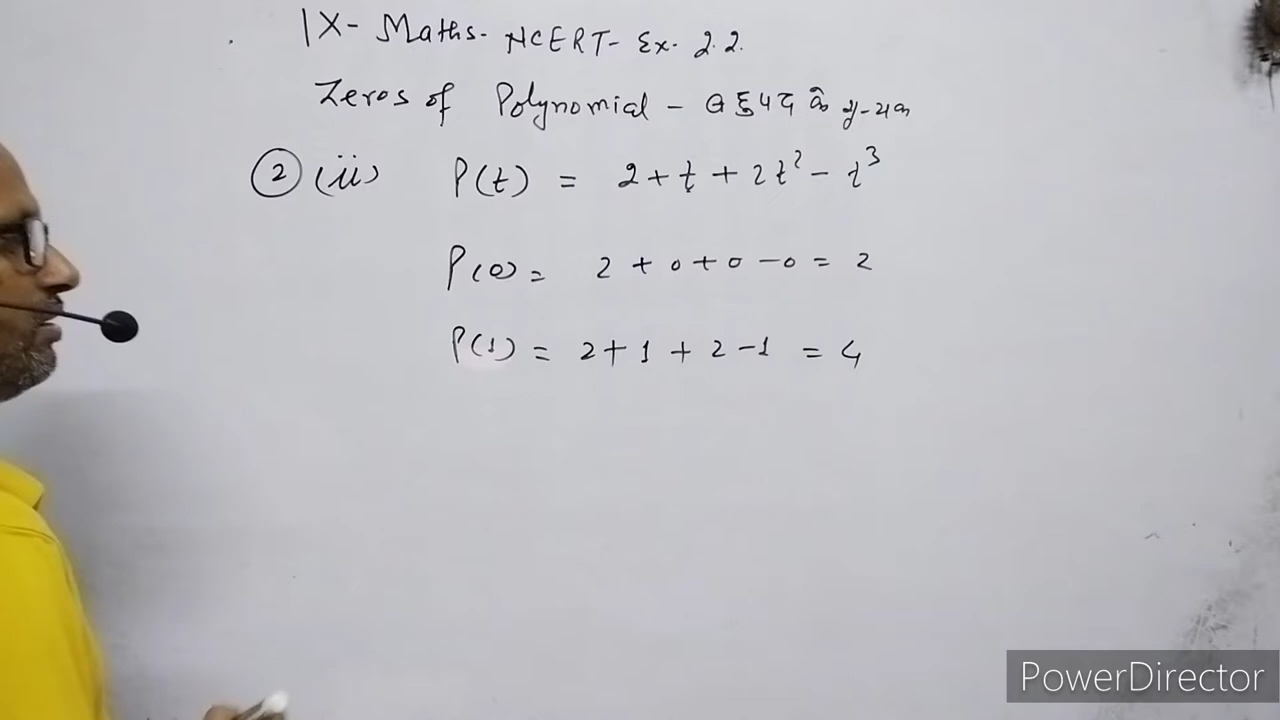 IX- Maths- NCERT- Ex- 2.2.
Zeros of Polynomial - बहुपद के शून्यक
② (ii) P(t) = 2 + t + 2t² - t³
P(0) = 2 + 0 + 0 - 0 = 2
P(1) = 2 + 1 + 2 - 1 = 4
PowerDirector